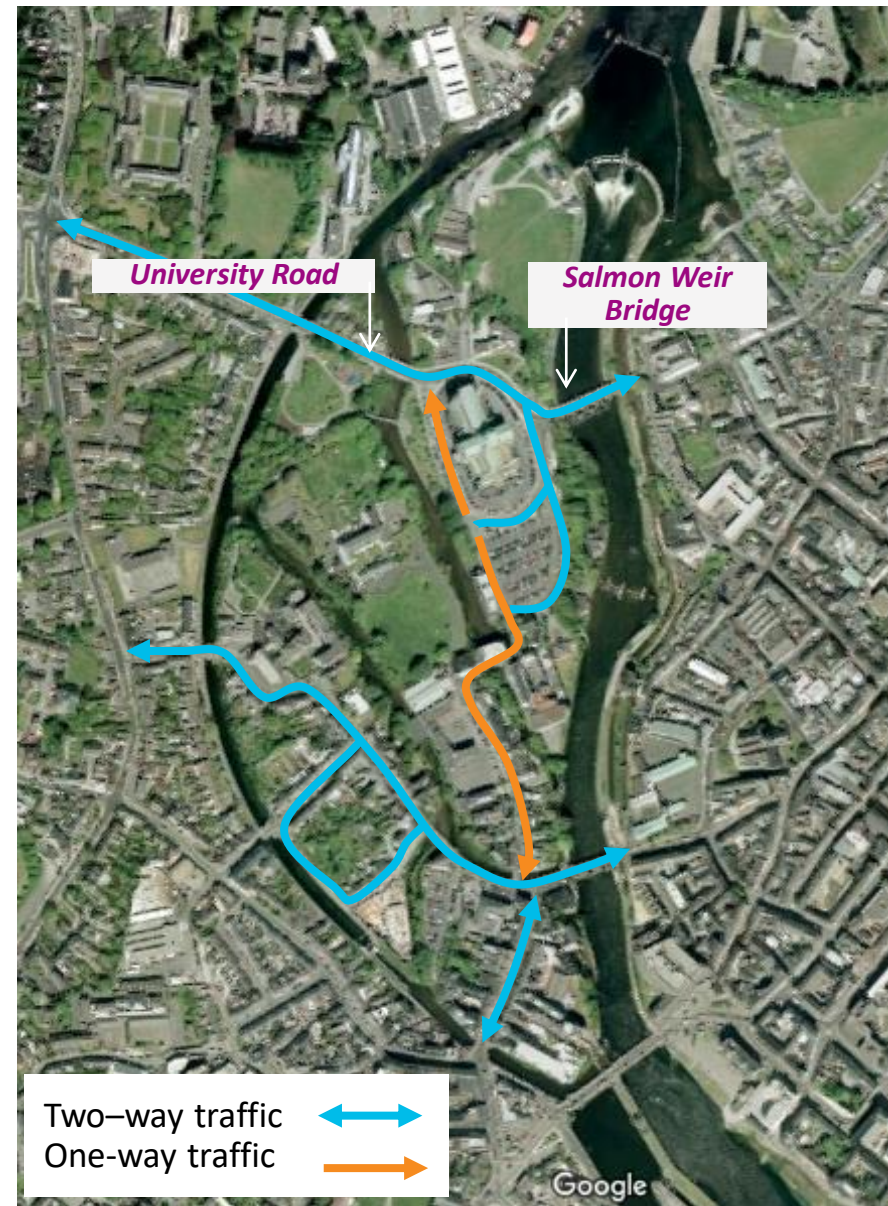 University Road
Salmon Weir
Bridge
Two–way traffic
One-way traffic
Google